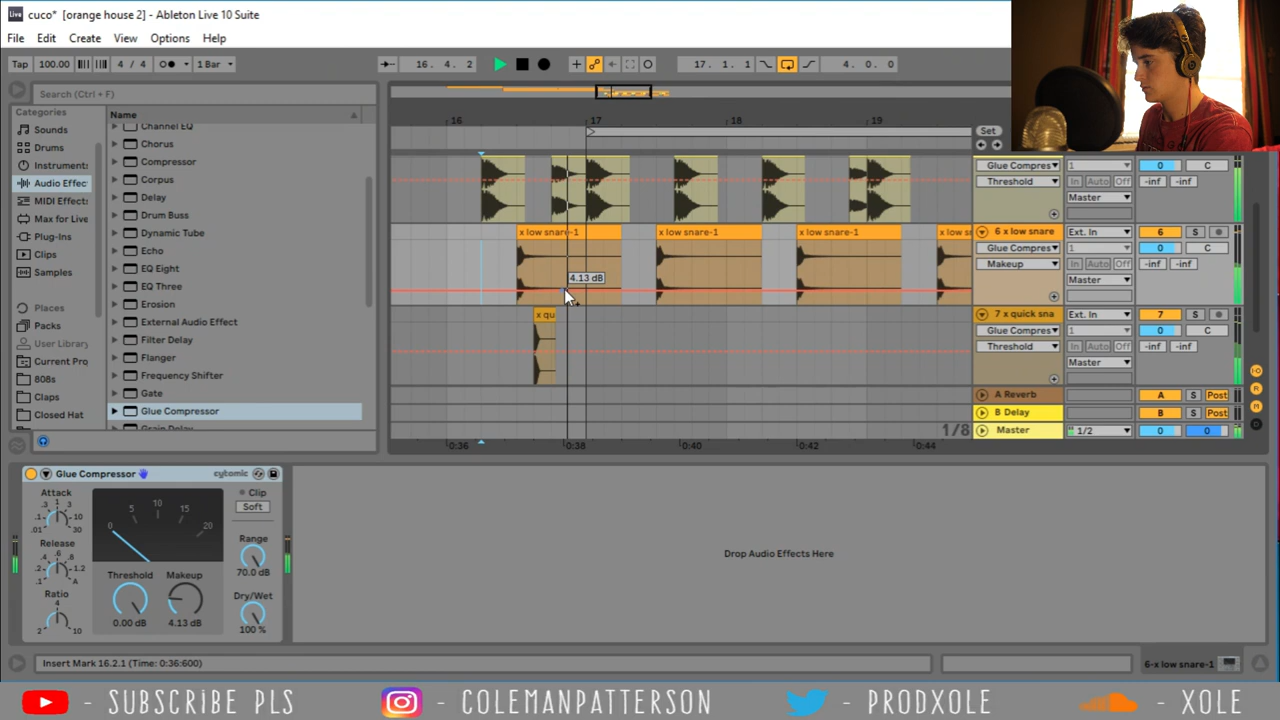 Live cuco* [orange house 2] - Ableton Live 10 Suite
File Edit Create View Options Help
Tap 100.00 4 / 4 1 Bar 16. 4. 2 17. 1. 1 4. 0. 0
Search (Ctrl + F)
Categories
Sounds
Drums
Instrument
Audio Effec
MIDI Effect
Max for Live
Plug-Ins
Clips
Samples
Places
Packs
User Library
Current Pro
808s
Claps
Closed Hat
Name
Channel EQ
Chorus
Compressor
Corpus
Delay
Drum Buss
Dynamic Tube
Echo
EQ Eight
EQ Three
Erosion
External Audio Effect
Filter Delay
Flanger
Frequency Shifter
Gate
Glue Compressor
Grain Delay
16 17 18 19
Set
x low snare-1 x low snare-1 x low snare-1 x low sn
4.13 dB
x qu
1/8
0:36 0:38 0:40 0:42 0:44
Glue Compres 1 0 C
Threshold In Auto Off -inf -inf
Master
6 x low snare Ext. In 6 S
Glue Compres 1 0 C
Makeup In Auto Off -inf -inf
Master
7 x quick sna Ext. In 7 S
Glue Compres 1 0 C
Threshold In Auto Off -inf -inf
Master
A Reverb A S Post
B Delay B S Post
Master 1/2 0 0
Glue Compressor cytomic
Attack
.01 .1 .3 1 3 10 30
Release
.1 .2 .4 .6 .8 1.2 A
Ratio
2 4 10
0 5 10 15 20
Threshold
0.00 dB
Makeup
4.13 dB
Clip
Soft
Range
70.0 dB
Dry/Wet
100 %
Drop Audio Effects Here
Insert Mark 16.2.1 (Time: 0:36:600)
6-x low snare-1
- SUBSCRiBE PLS - COLEMANPATTERSON - PRODXOLE - XOLE